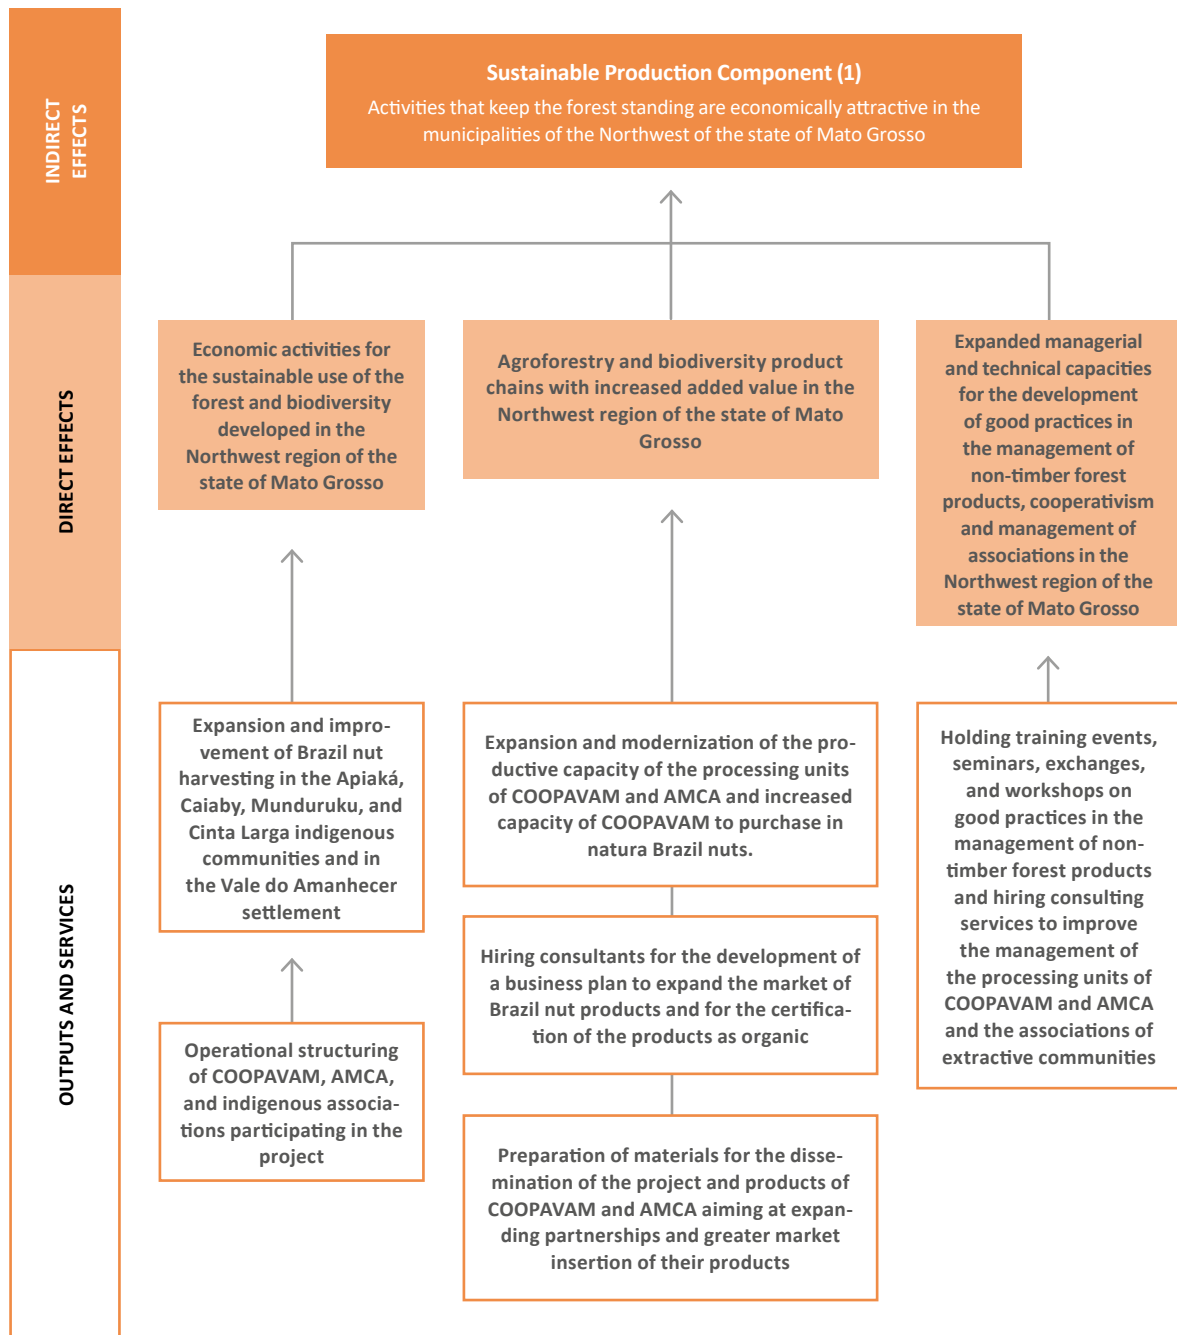 INDIRECT
EFFECTS
Sustainable Production Component (1)
Activities that keep the forest standing are economically attractive in the
municipalities of the Northwest of the state of Mato Grosso
DIRECT EFFECTS
Economic activities for
the sustainable use of the
forest and biodiversity
developed in the
Northwest region of the
state of Mato Grosso
Agroforestry and biodiversity product
chains with increased added value in the
Northwest region of the state of Mato
Grosso
Expanded managerial
and technical capacities
for the development
of good practices in
the management of
non-timber forest
products, cooperativism
and management of
associations in the
Northwest region of the
state of Mato Grosso
OUTPUTS AND SERVICES
Expansion and impro-
vement of Brazil nut
harvesting in the Apiaká,
Caiaby, Munduruku, and
Cinta Larga indigenous
communities and in
the Vale do Amanhecer
settlement
Operational structuring
of COOPAVAM, AMCA,
and indigenous associa-
tions participating in the
project
Expansion and modernization of the pro-
ductive capacity of the processing units
of COOPAVAM and AMCA and increased
capacity of COOPAVAM to purchase in
natura Brazil nuts.
Hiring consultants for the development of
a business plan to expand the market of
Brazil nut products and for the certifica-
tion of the products as organic
Preparation of materials for the disse-
mination of the project and products of
COOPAVAM and AMCA aiming at expan-
ding partnerships and greater market
insertion of their products
Holding training events,
seminars, exchanges,
and workshops on
good practices in the
management of non-
timber forest products
and hiring consulting
services to improve
the management of
the processing units of
COOPAVAM and AMCA
and the associations of
extractive communities